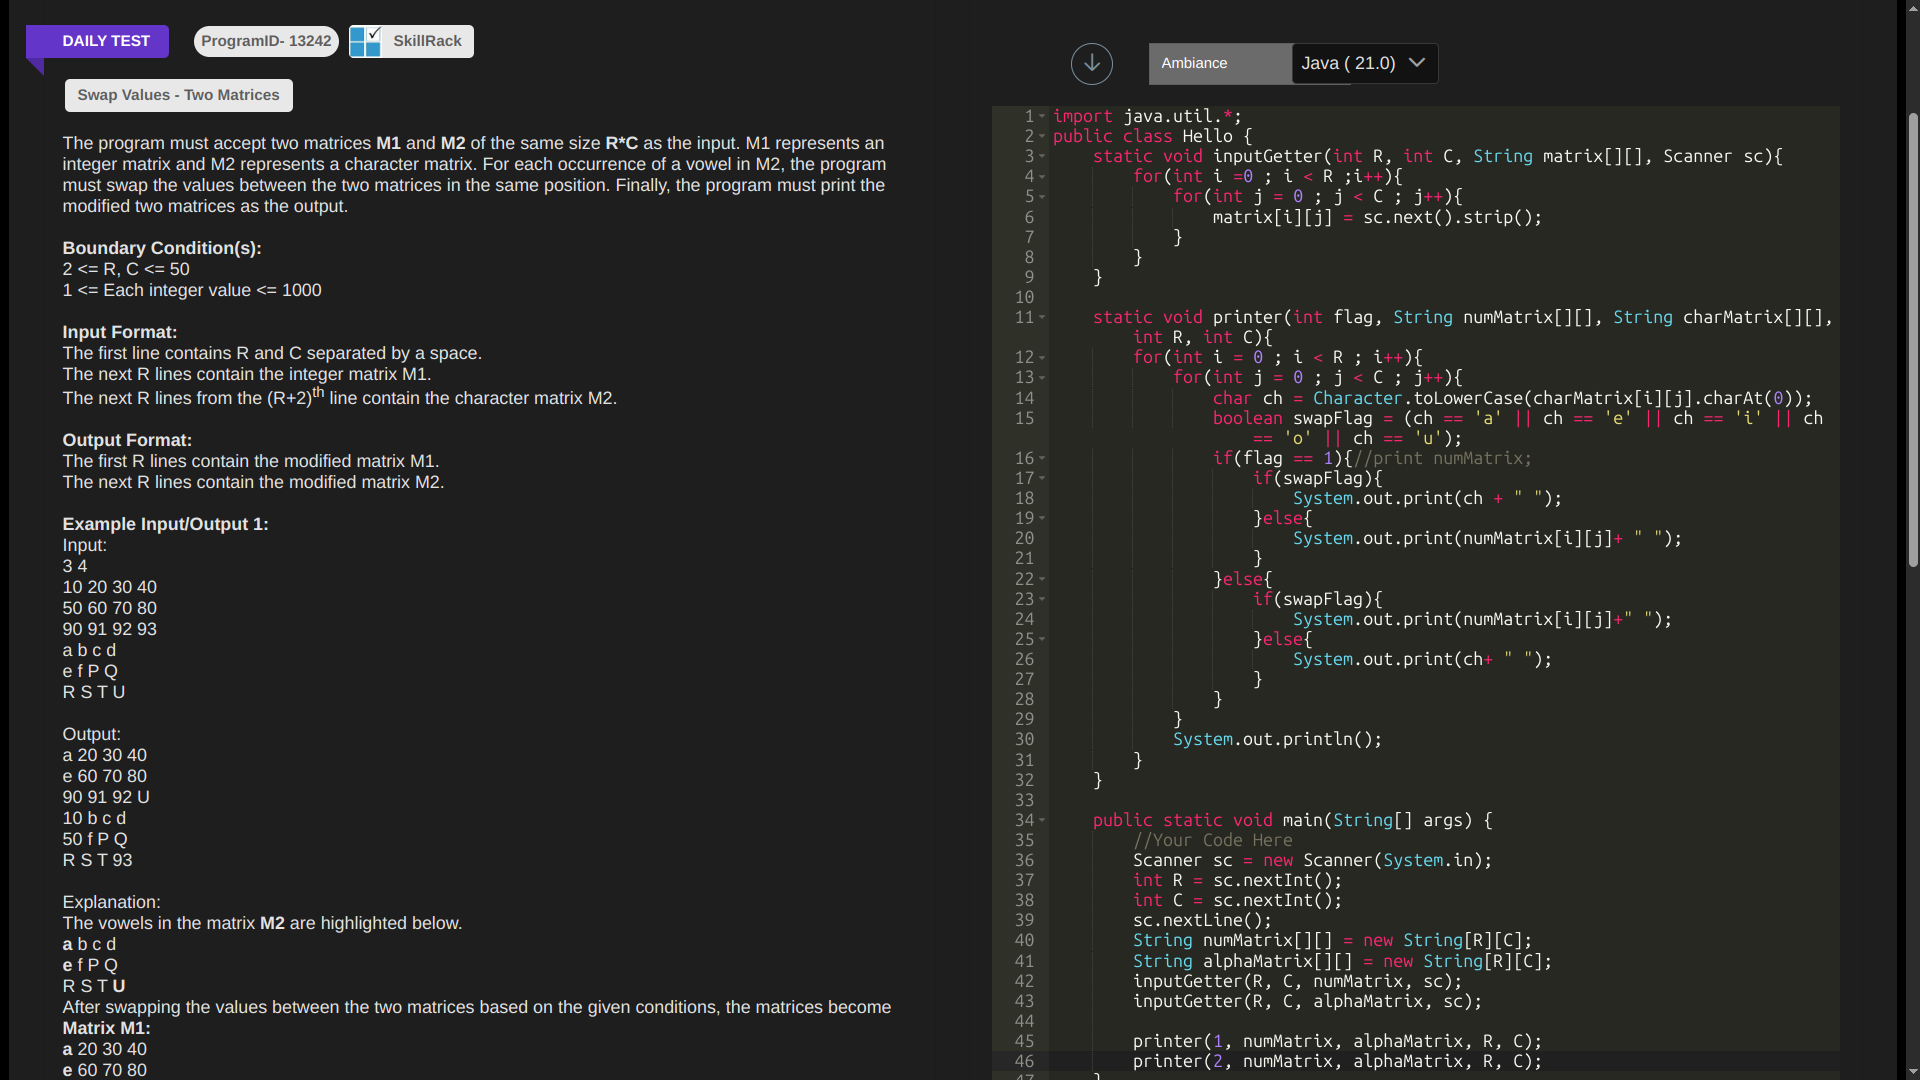 DAILY TEST
ProgramID- 13242
SkillRack
Swap Values - Two Matrices
The program must accept two matrices M1 and M2 of the same size R*C as the input. M1 represents an
integer matrix and M2 represents a character matrix. For each occurrence of a vowel in M2, the program
must swap the values between the two matrices in the same position. Finally, the program must print the
modified two matrices as the output.
Boundary Condition(s):
2 <= R, C <= 50
1 <= Each integer value <= 1000
Input Format:
The first line contains R and C separated by a space.
The next R lines contain the integer matrix M1.
The next R lines from the (R+2)th line contain the character matrix M2.
Output Format:
The first R lines contain the modified matrix M1.
The next R lines contain the modified matrix M2.
Example Input/Output 1:
Input:
3 4
10 20 30 40
50 60 70 80
90 91 92 93
a b c d
e f P Q
R S T U
Output:
a 20 30 40
e 60 70 80
90 91 92 U
10 b c d
50 f P Q
R S T 93
Explanation:
The vowels in the matrix M2 are highlighted below.
a b c d
e f P Q
R S T U
After swapping the values between the two matrices based on the given conditions, the matrices become
Matrix M1:
a 20 30 40
e 60 70 80
Ambiance
Java ( 21.0)
1 import java.util.*;
2 public class Hello {
3 static void inputGetter(int R, int C, String matrix[][], Scanner sc){
4 for(int i =0 ; i < R ;i++){
5 for(int j = 0 ; j < C ; j++){
6 matrix[i][j] = sc.next().strip();
7 }
8 }
9 }
10
11 static void printer(int flag, String numMatrix[][], String charMatrix[][],
int R, int C){
12 for(int i = 0 ; i < R ; i++){
13 for(int j = 0 ; j < C ; j++){
14 char ch = Character.toLowerCase(charMatrix[i][j].charAt(0));
15 boolean swapFlag = (ch == 'a' || ch == 'e' || ch == 'i' || ch
== 'o' || ch == 'u');
16 if(flag == 1){//print numMatrix;
17 if(swapFlag){
18 System.out.print(ch + " ");
19 }else{
20 System.out.print(numMatrix[i][j]+ " ");
21 }
22 }else{
23 if(swapFlag){
24 System.out.print(numMatrix[i][j]+" ");
25 }else{
26 System.out.print(ch+ " ");
27 }
28 }
29 }
30 System.out.println();
31 }
32 }
33
34 public static void main(String[] args) {
35 //Your Code Here
36 Scanner sc = new Scanner(System.in);
37 int R = sc.nextInt();
38 int C = sc.nextInt();
39 sc.nextLine();
40 String numMatrix[][] = new String[R][C];
41 String alphaMatrix[][] = new String[R][C];
42 inputGetter(R, C, numMatrix, sc);
43 inputGetter(R, C, alphaMatrix, sc);
44
45 printer(1, numMatrix, alphaMatrix, R, C);
46 printer(2, numMatrix, alphaMatrix, R, C);
47 }